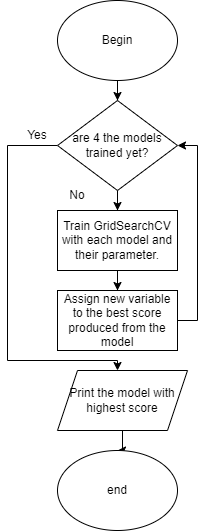 Begin
are 4 the models
trained yet?
Yes
No
Train GridSearchCV
with each model and
their parameter.
Assign new variable
to the best score
produced from the
model
Print the model with
highest score
end